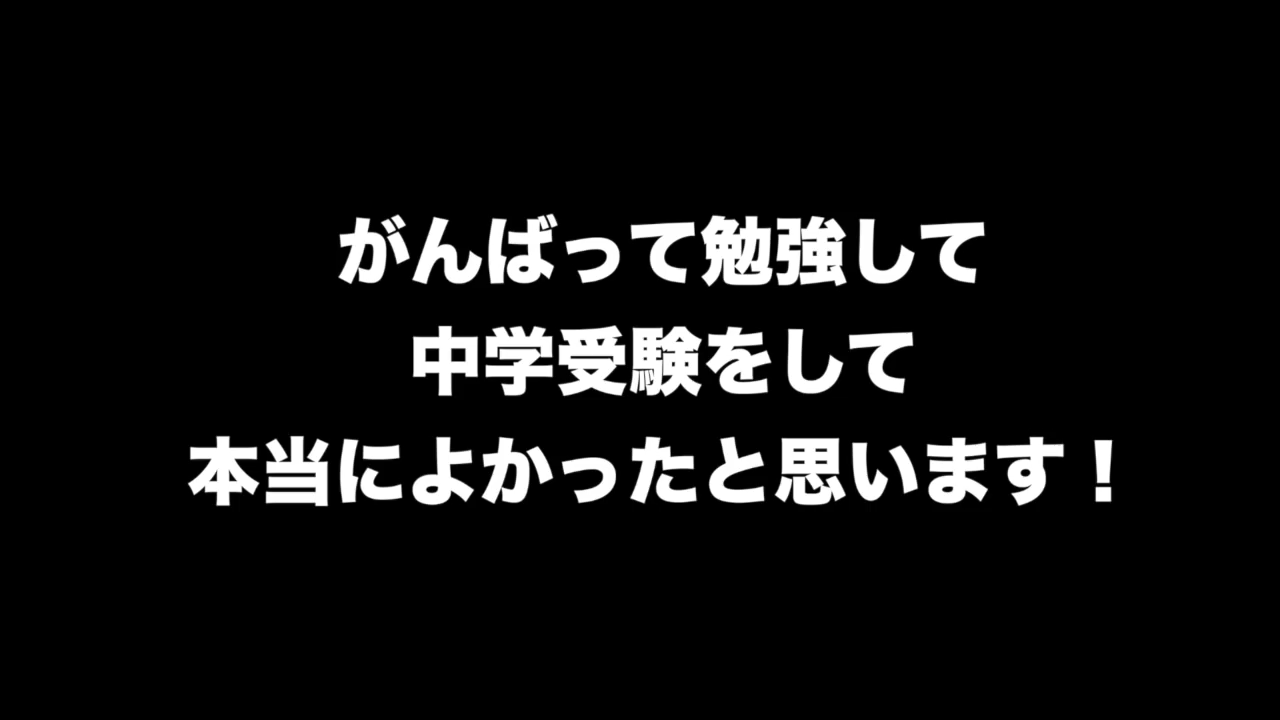 がんばって勉強して
中学受験をして
本当によかったと思います！